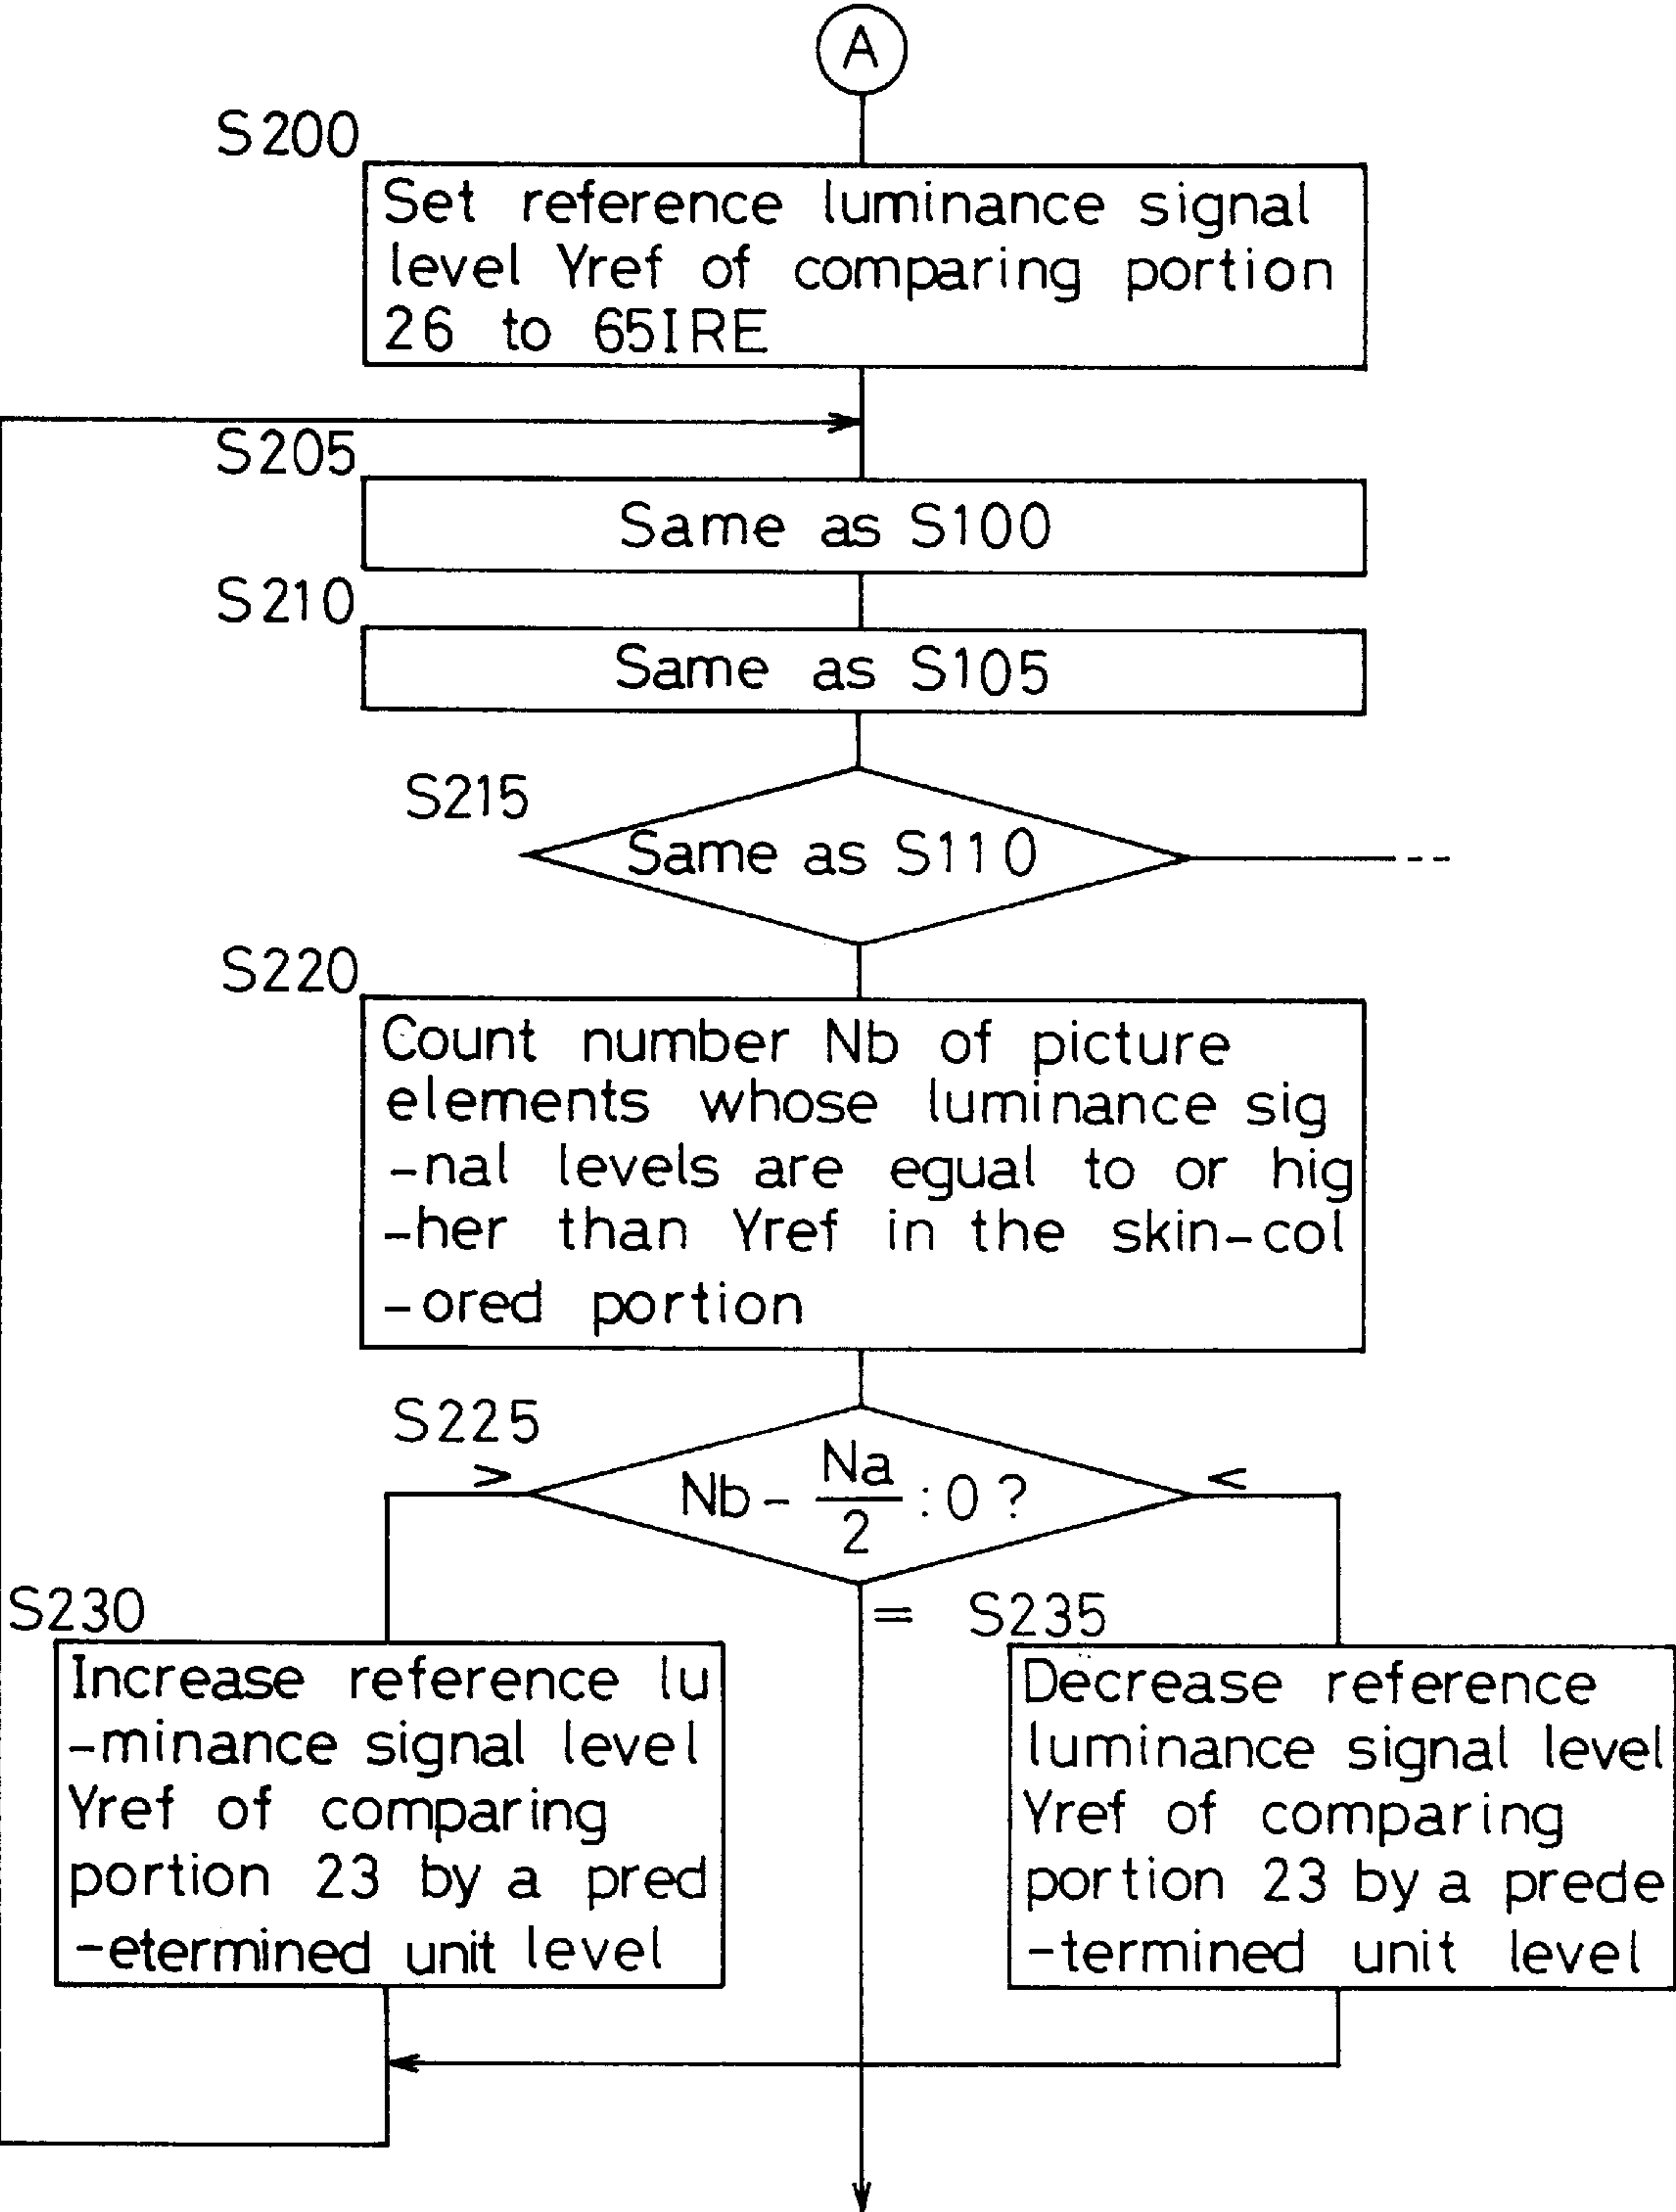 A
S200
Set reference luminance signal
level Yref of comparing portion
26 to 65IRE
S205
Same as S100
S210
Same as S105
S215
Same as S110
S220
Count number Nb of picture
elements whose luminance sig
-nal levels are equal to or hig
-her than Yref in the skin-col
-ored portion
S225
>
Nb - Na/2 : 0 ?
<
=
S230
Increase reference lu
-minance signal level
Yref of comparing
portion 23 by a pred
-etermined unit level
S235
Decrease reference
luminance signal level
Yref of comparing
portion 23 by a prede
-termined unit level